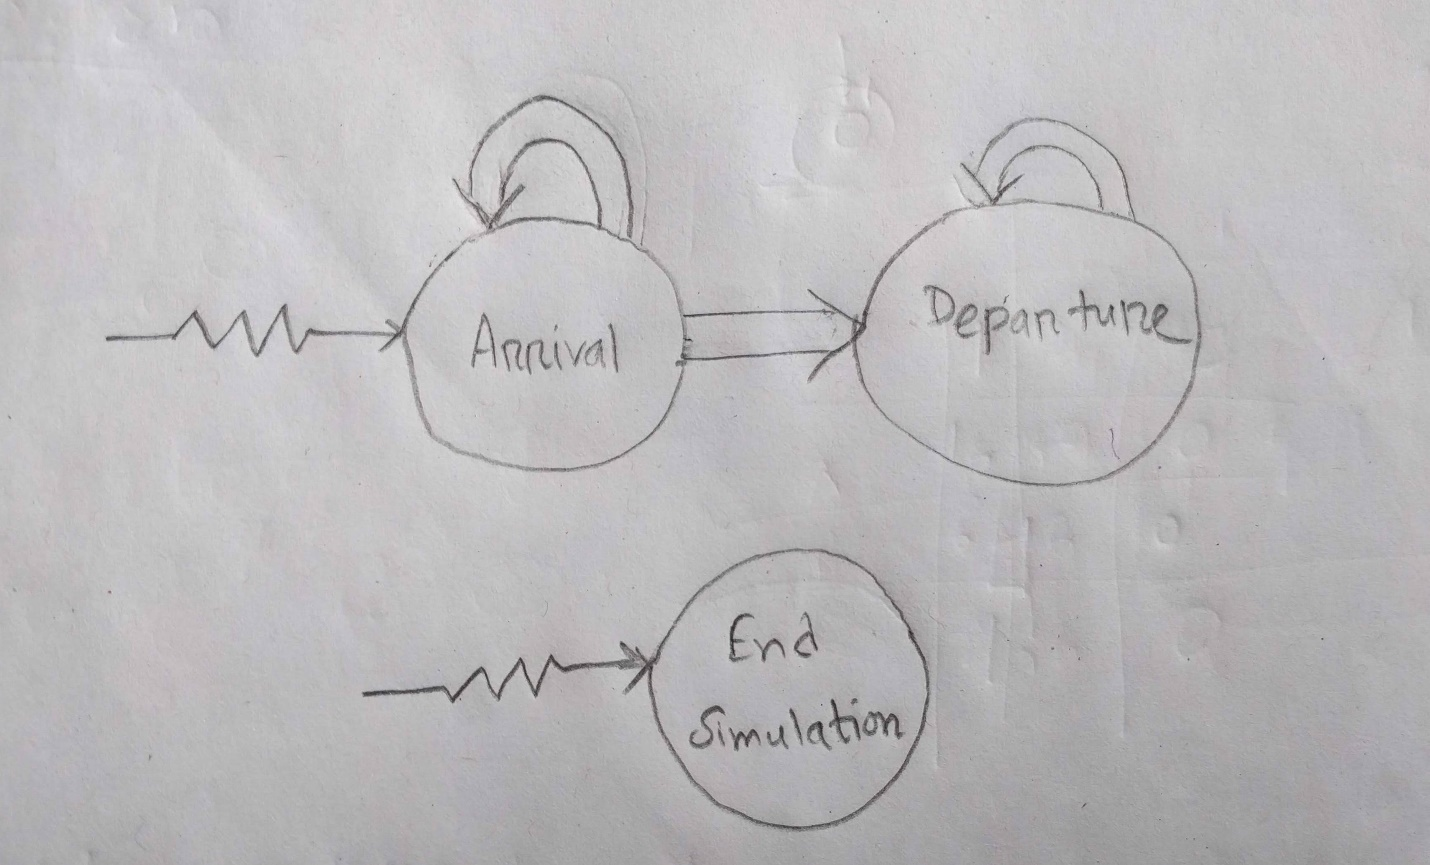 Arrival
Departure
End
Simulation